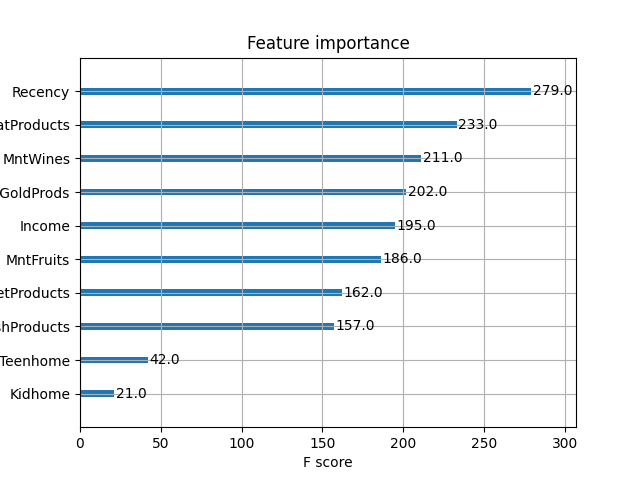 Feature importance
Recency 279.0
atProducts 233.0
MntWines 211.0
GoldProds 202.0
Income 195.0
MntFruits 186.0
etProducts 162.0
shProducts 157.0
Teenhome 42.0
Kidhome 21.0
0 50 100 150 200 250 300
F score